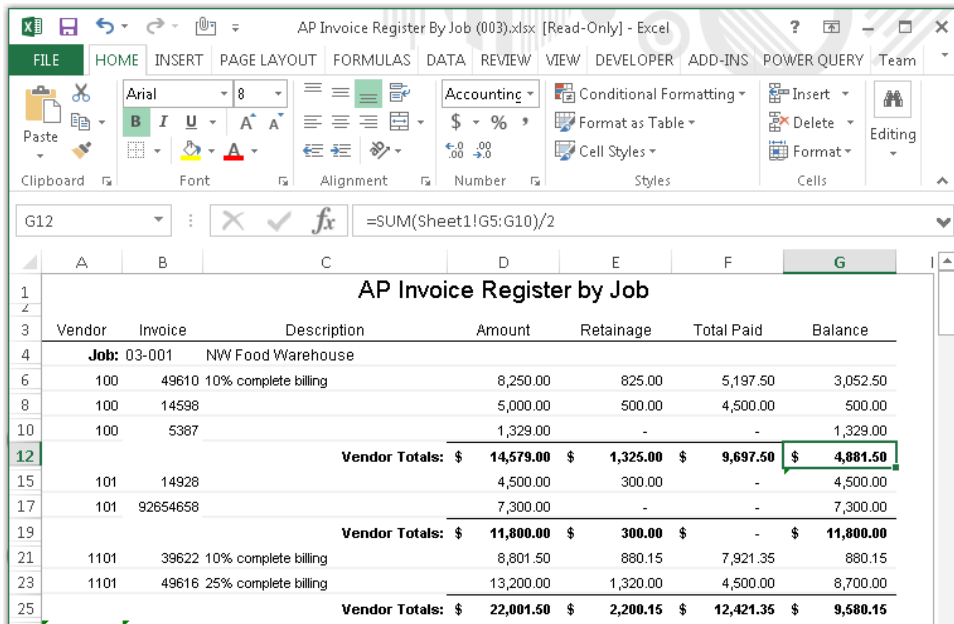 AP Invoice Register By Job (003).xlsx [Read-Only] - Excel
FILE HOME INSERT PAGE LAYOUT FORMULAS DATA REVIEW VIEW DEVELOPER ADD-INS POWER QUERY Team
Arial 8 Accounting Conditional Formatting Insert
Paste B I U A A $ % , Format as Table Delete Editing
A .0 .00 .00 .0 Cell Styles Format
Clipboard Font Alignment Number Styles Cells
G12 fx =SUM(Sheet1!G5:G10)/2
A B C D E F G
1 AP Invoice Register by Job
2
3 Vendor Invoice Description Amount Retainage Total Paid Balance
4 Job: 03-001 NW Food Warehouse
6 100 49610 10% complete billing 8,250.00 825.00 5,197.50 3,052.50
8 100 14598 5,000.00 500.00 4,500.00 500.00
10 100 5387 1,329.00 - - 1,329.00
12 Vendor Totals: $ 14,579.00 $ 1,325.00 $ 9,697.50 $ 4,881.50
15 101 14928 4,500.00 300.00 - 4,500.00
17 101 92654658 7,300.00 - - 7,300.00
19 Vendor Totals: $ 11,800.00 $ 300.00 $ - $ 11,800.00
21 1101 39622 10% complete billing 8,801.50 880.15 7,921.35 880.15
23 1101 49616 25% complete billing 13,200.00 1,320.00 4,500.00 8,700.00
25 Vendor Totals: $ 22,001.50 $ 2,200.15 $ 12,421.35 $ 9,580.15